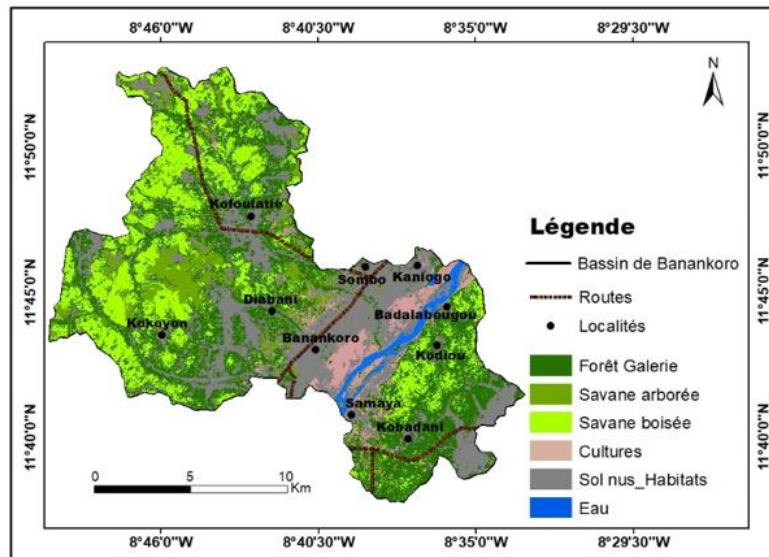 8°46'0"W 8°40'30"W 8°35'0"W 8°29'30"W
N
11°50'0"N 11°50'0"N
Kofoulatie
Légende
Bassin de Banankoro
Sombo Kaniogo
11°45'0"N 11°45'0"N
Routes
Diabani
Badalabougou
Localités
Kokoyon
Banankoro
Kodiou
Forêt Galerie
Savane arborée
Samaya
Savane boisée
Kobadani
11°40'0"N 11°40'0"N
Cultures
Sol nus_Habitats
0 5 10
Km
Eau
8°46'0"W 8°40'30"W 8°35'0"W 8°29'30"W